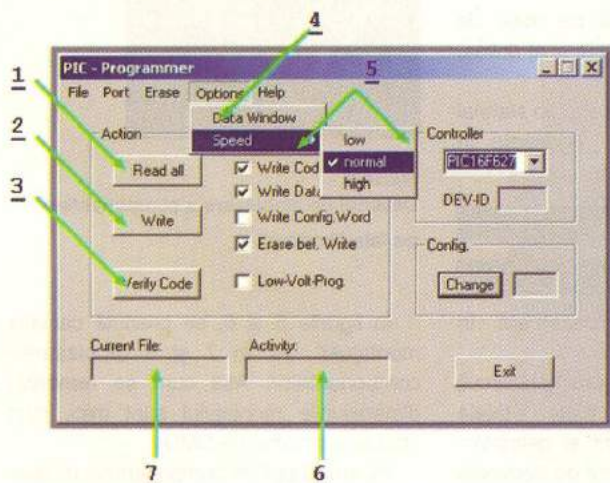 4
1
PIC - Programmer
5
File Port Erase Options Help
Data Window
2
Action
Speed
low
Controller
Read all
Write Cod
normal
PIC16F627
3
Write Data
high
DEV-ID
Write
Write Config.Word
Erase bef. Write
Config.
Verify Code
Low-Volt-Prog.
Change
Current File:
Activity:
Exit
7
6